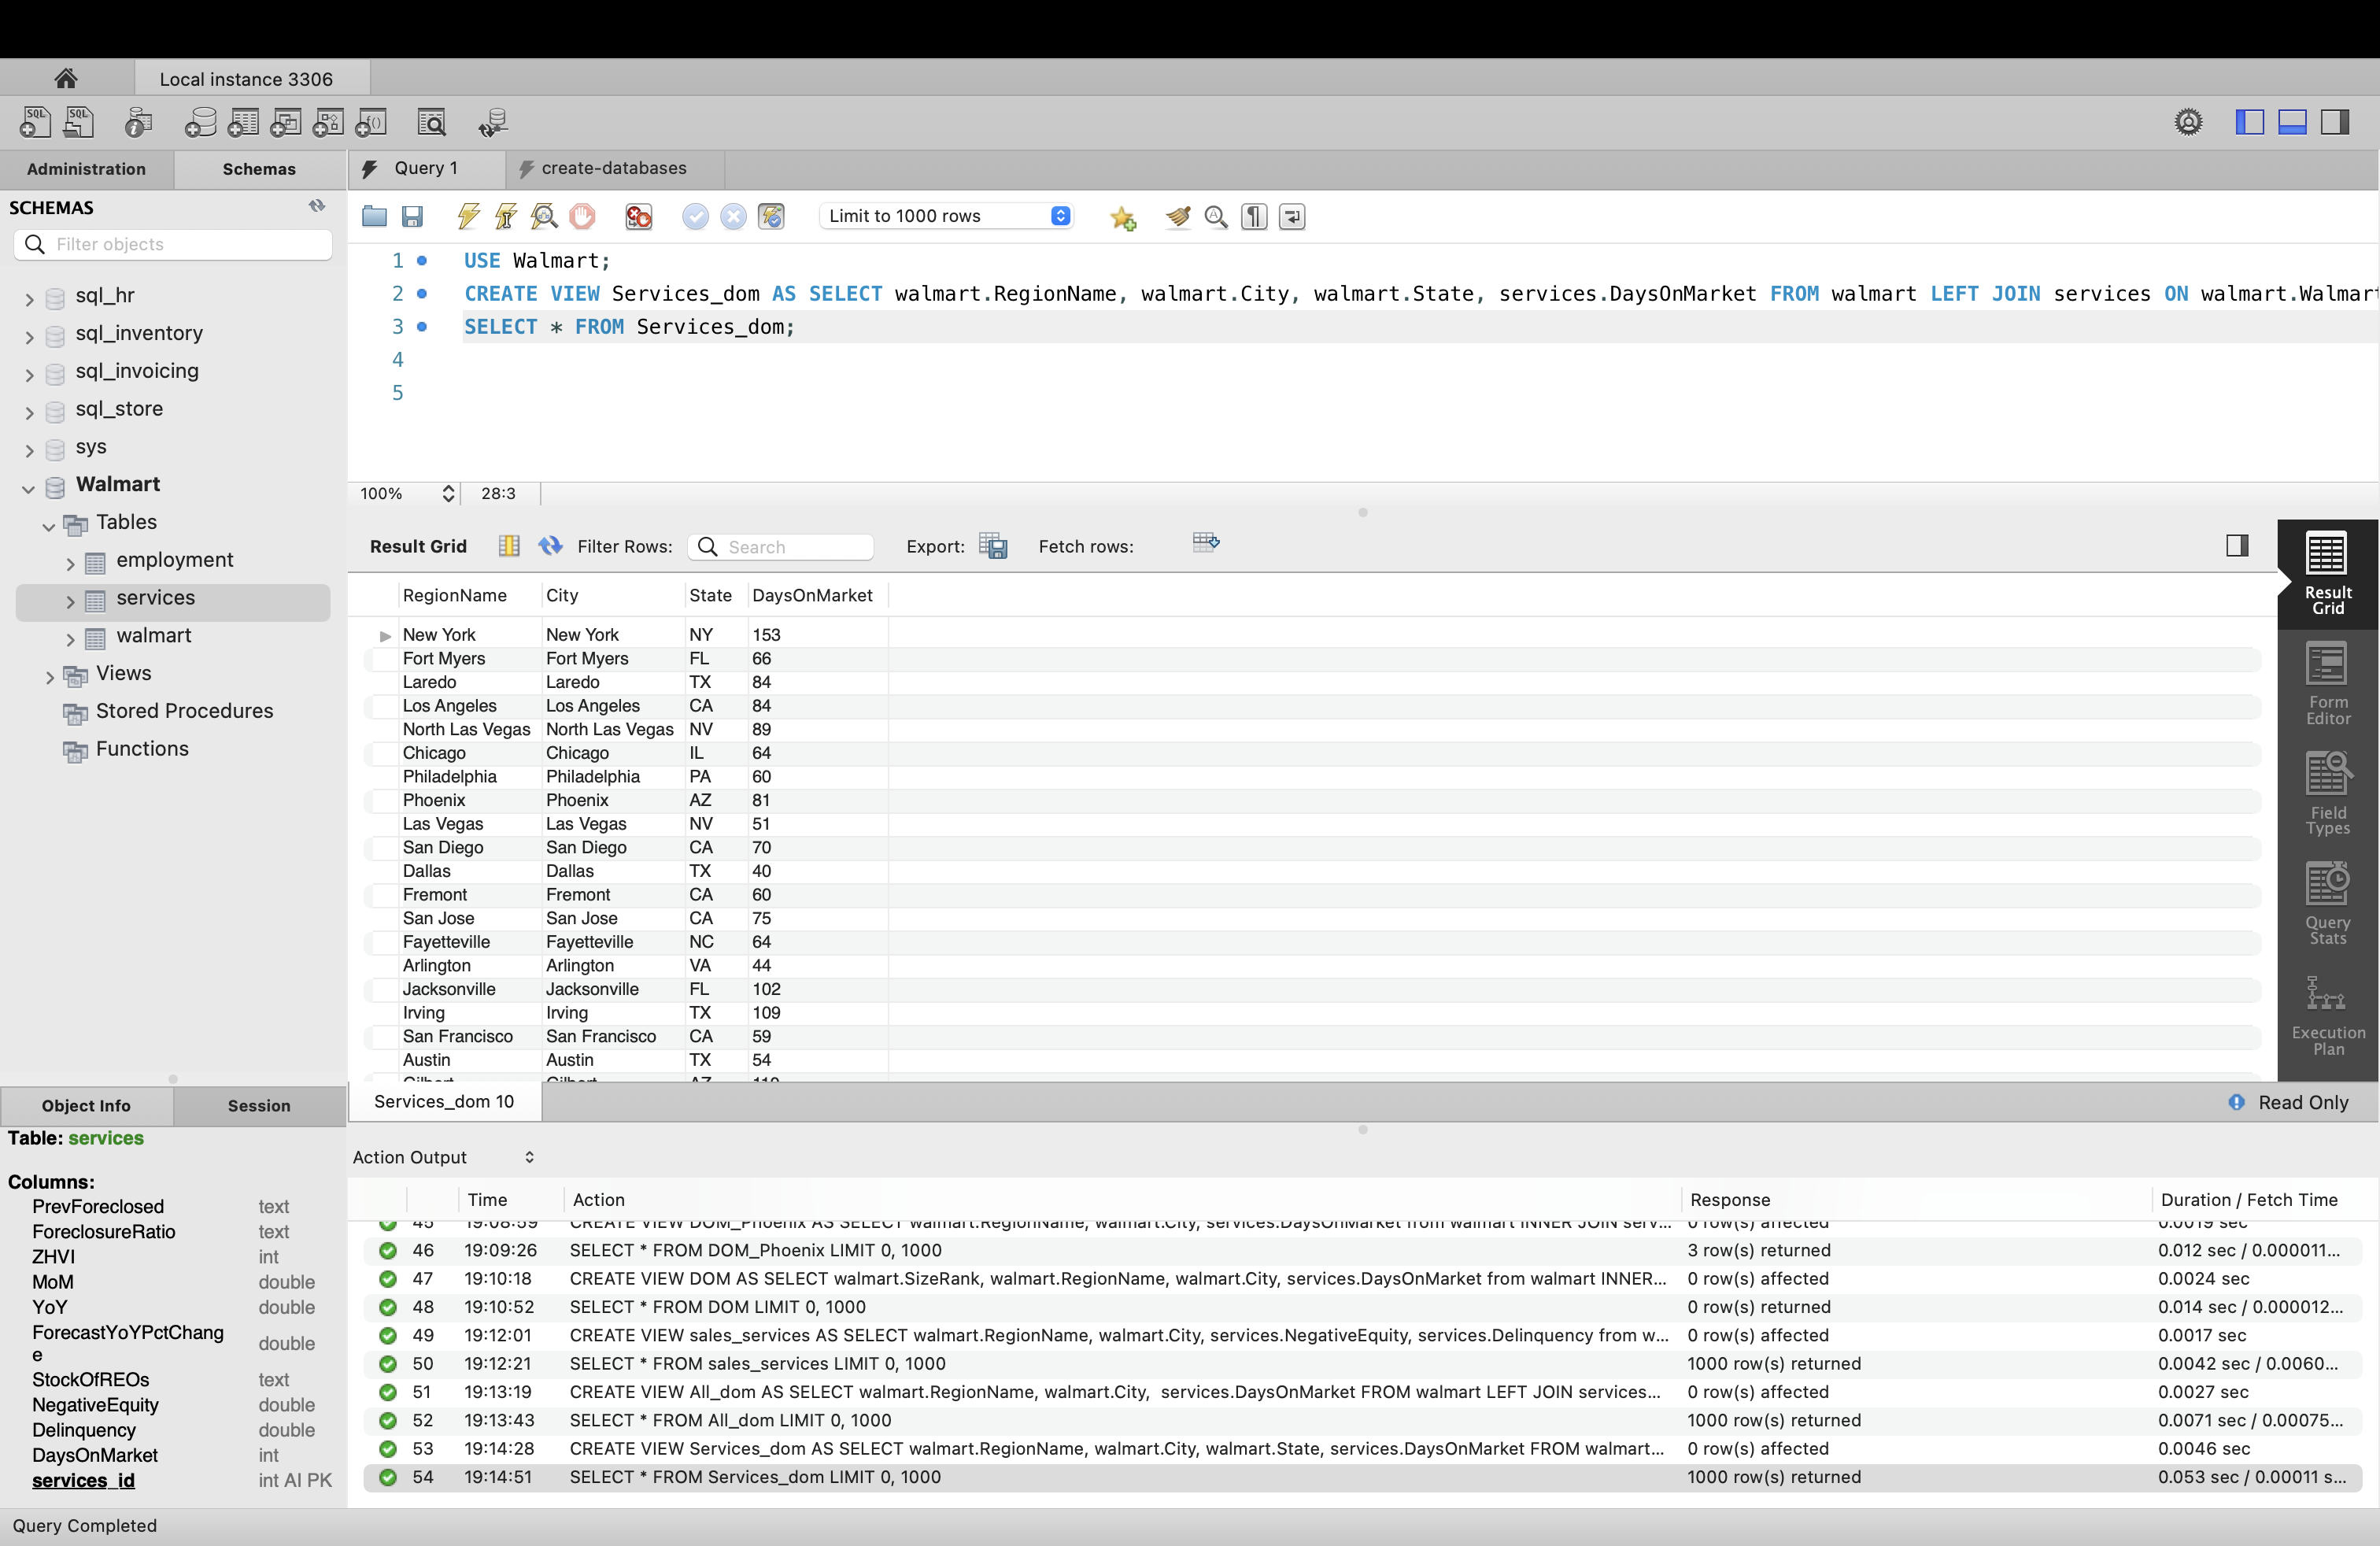 Local instance 3306
Administration Schemas
Query 1 create-databases
SCHEMAS
Filter objects
Limit to 1000 rows
sql_hr
sql_inventory
sql_invoicing
sql_store
sys
Walmart
Tables
employment
services
walmart
Views
Stored Procedures
Functions
1 USE Walmart;
2 CREATE VIEW Services_dom AS SELECT walmart.RegionName, walmart.City, walmart.State, services.DaysOnMarket FROM walmart LEFT JOIN services ON walmart.Walmart
3 SELECT * FROM Services_dom;
4
5
100% 28:3
Result Grid Filter Rows: Search Export: Fetch rows:
RegionName City State DaysOnMarket
New York New York NY 153
Fort Myers Fort Myers FL 66
Laredo Laredo TX 84
Los Angeles Los Angeles CA 84
North Las Vegas North Las Vegas NV 89
Chicago Chicago IL 64
Philadelphia Philadelphia PA 60
Phoenix Phoenix AZ 81
Las Vegas Las Vegas NV 51
San Diego San Diego CA 70
Dallas Dallas TX 40
Fremont Fremont CA 60
San Jose San Jose CA 75
Fayetteville Fayetteville NC 64
Arlington Arlington VA 44
Jacksonville Jacksonville FL 102
Irving Irving TX 109
San Francisco San Francisco CA 59
Austin Austin TX 54
Result
Grid
Form
Editor
Field
Types
Query
Stats
Execution
Plan
Services_dom 10 Read Only
Object Info Session
Table: services
Columns:
PrevForeclosed text
ForeclosureRatio text
ZHVI int
MoM double
YoY double
ForecastYoYPctChang
e double
StockOfREOs text
NegativeEquity double
Delinquency double
DaysOnMarket int
services_id int AI PK
Action Output
Time Action Response Duration / Fetch Time
45 19:08:59 CREATE VIEW DOM_Phoenix AS SELECT walmart.RegionName, walmart.City, services.DaysOnMarket from walmart INNER JOIN serv... 0 row(s) affected 0.0019 sec
46 19:09:26 SELECT * FROM DOM_Phoenix LIMIT 0, 1000 3 row(s) returned 0.012 sec / 0.000011...
47 19:10:18 CREATE VIEW DOM AS SELECT walmart.SizeRank, walmart.RegionName, walmart.City, services.DaysOnMarket from walmart INNER... 0 row(s) affected 0.0024 sec
48 19:10:52 SELECT * FROM DOM LIMIT 0, 1000 0 row(s) returned 0.014 sec / 0.000012...
49 19:12:01 CREATE VIEW sales_services AS SELECT walmart.RegionName, walmart.City, services.NegativeEquity, services.Delinquency from w... 0 row(s) affected 0.0017 sec
50 19:12:21 SELECT * FROM sales_services LIMIT 0, 1000 1000 row(s) returned 0.0042 sec / 0.0060...
51 19:13:19 CREATE VIEW All_dom AS SELECT walmart.RegionName, walmart.City, services.DaysOnMarket FROM walmart LEFT JOIN services... 0 row(s) affected 0.0027 sec
52 19:13:43 SELECT * FROM All_dom LIMIT 0, 1000 1000 row(s) returned 0.0071 sec / 0.00075...
53 19:14:28 CREATE VIEW Services_dom AS SELECT walmart.RegionName, walmart.City, walmart.State, services.DaysOnMarket FROM walmart... 0 row(s) affected 0.0046 sec
54 19:14:51 SELECT * FROM Services_dom LIMIT 0, 1000 1000 row(s) returned 0.053 sec / 0.00011 s...
Query Completed